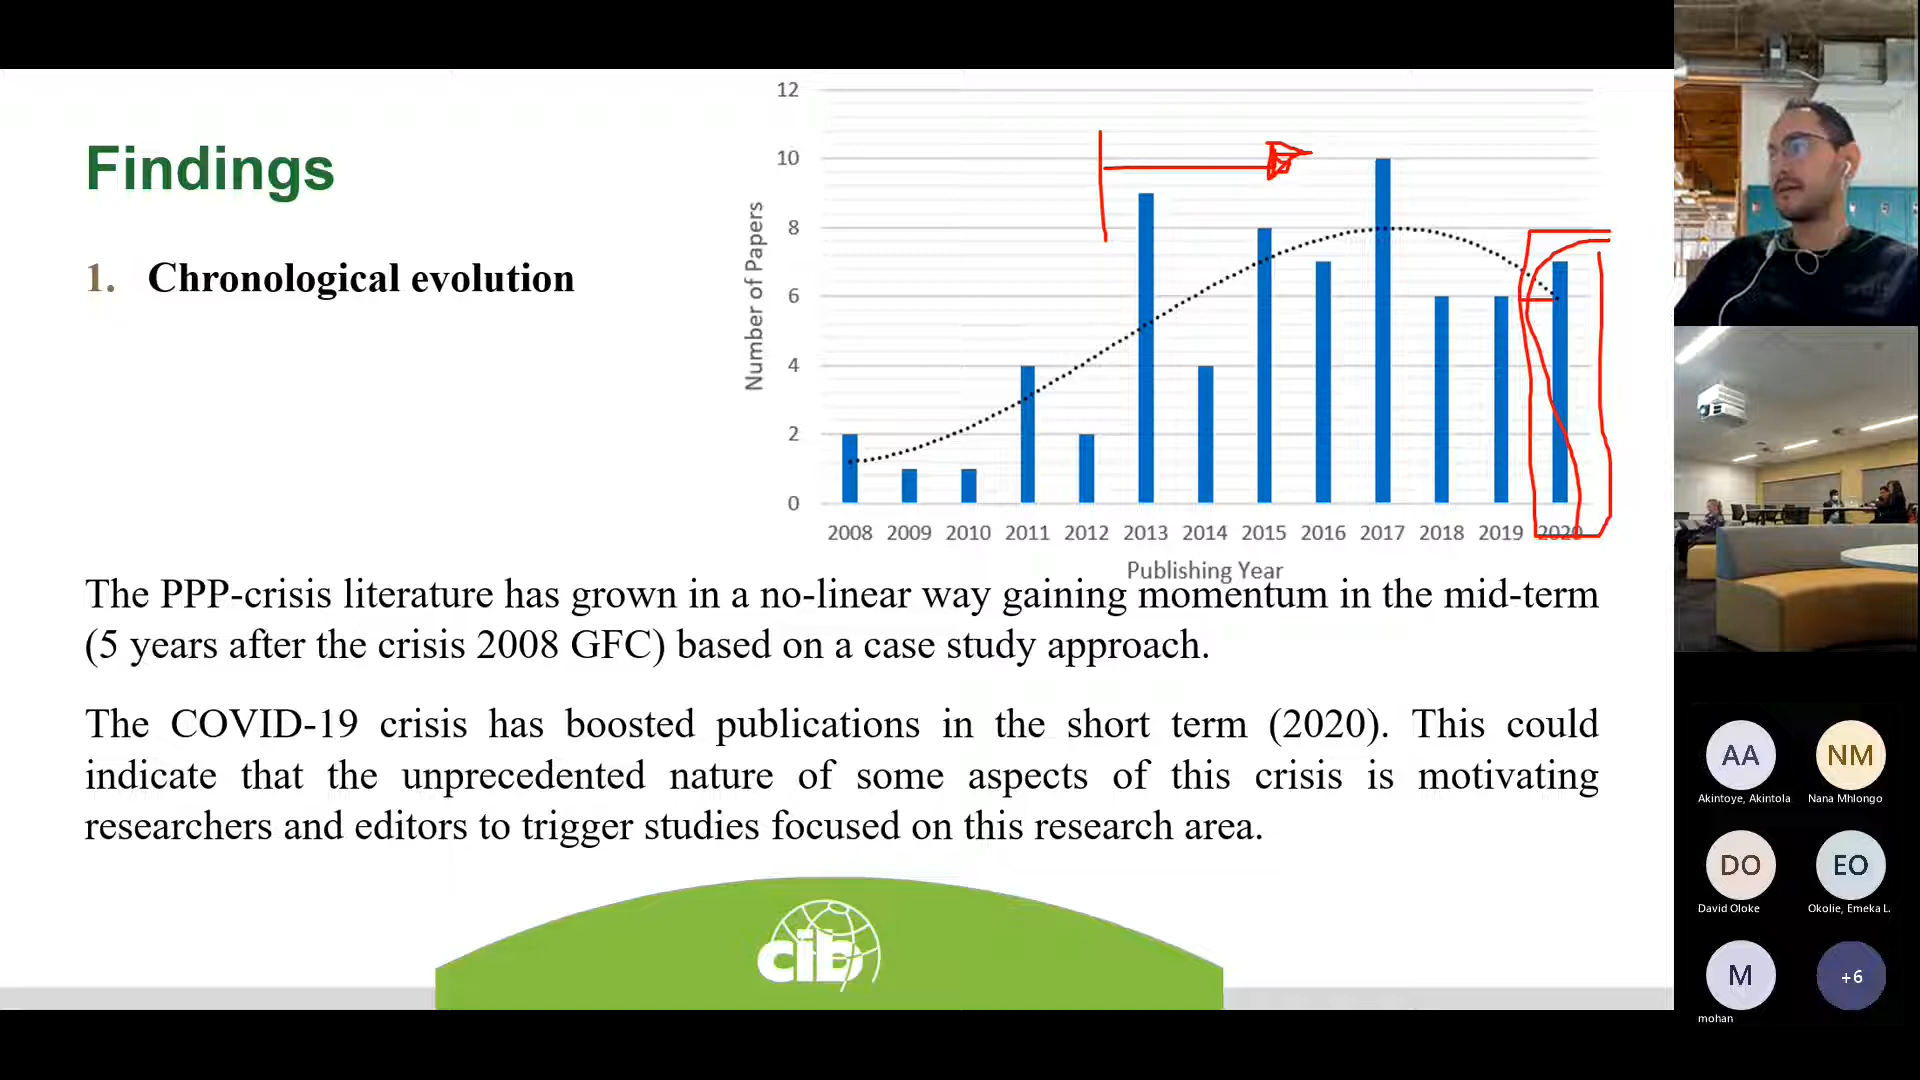 Findings
1. Chronological evolution
12
10
8
6
4
2
0
Number of Papers
2008 2009 2010 2011 2012 2013 2014 2015 2016 2017 2018 2019 2020
Publishing Year
The PPP-crisis literature has grown in a no-linear way gaining momentum in the mid-term
(5 years after the crisis 2008 GFC) based on a case study approach.
The COVID-19 crisis has boosted publications in the short term (2020). This could
indicate that the unprecedented nature of some aspects of this crisis is motivating
researchers and editors to trigger studies focused on this research area.
cib
AA NM
Akintoye, Akintola Nana Mhlongo
DO EO
David Oloke Okolie, Emeka L.
M +6
mohan